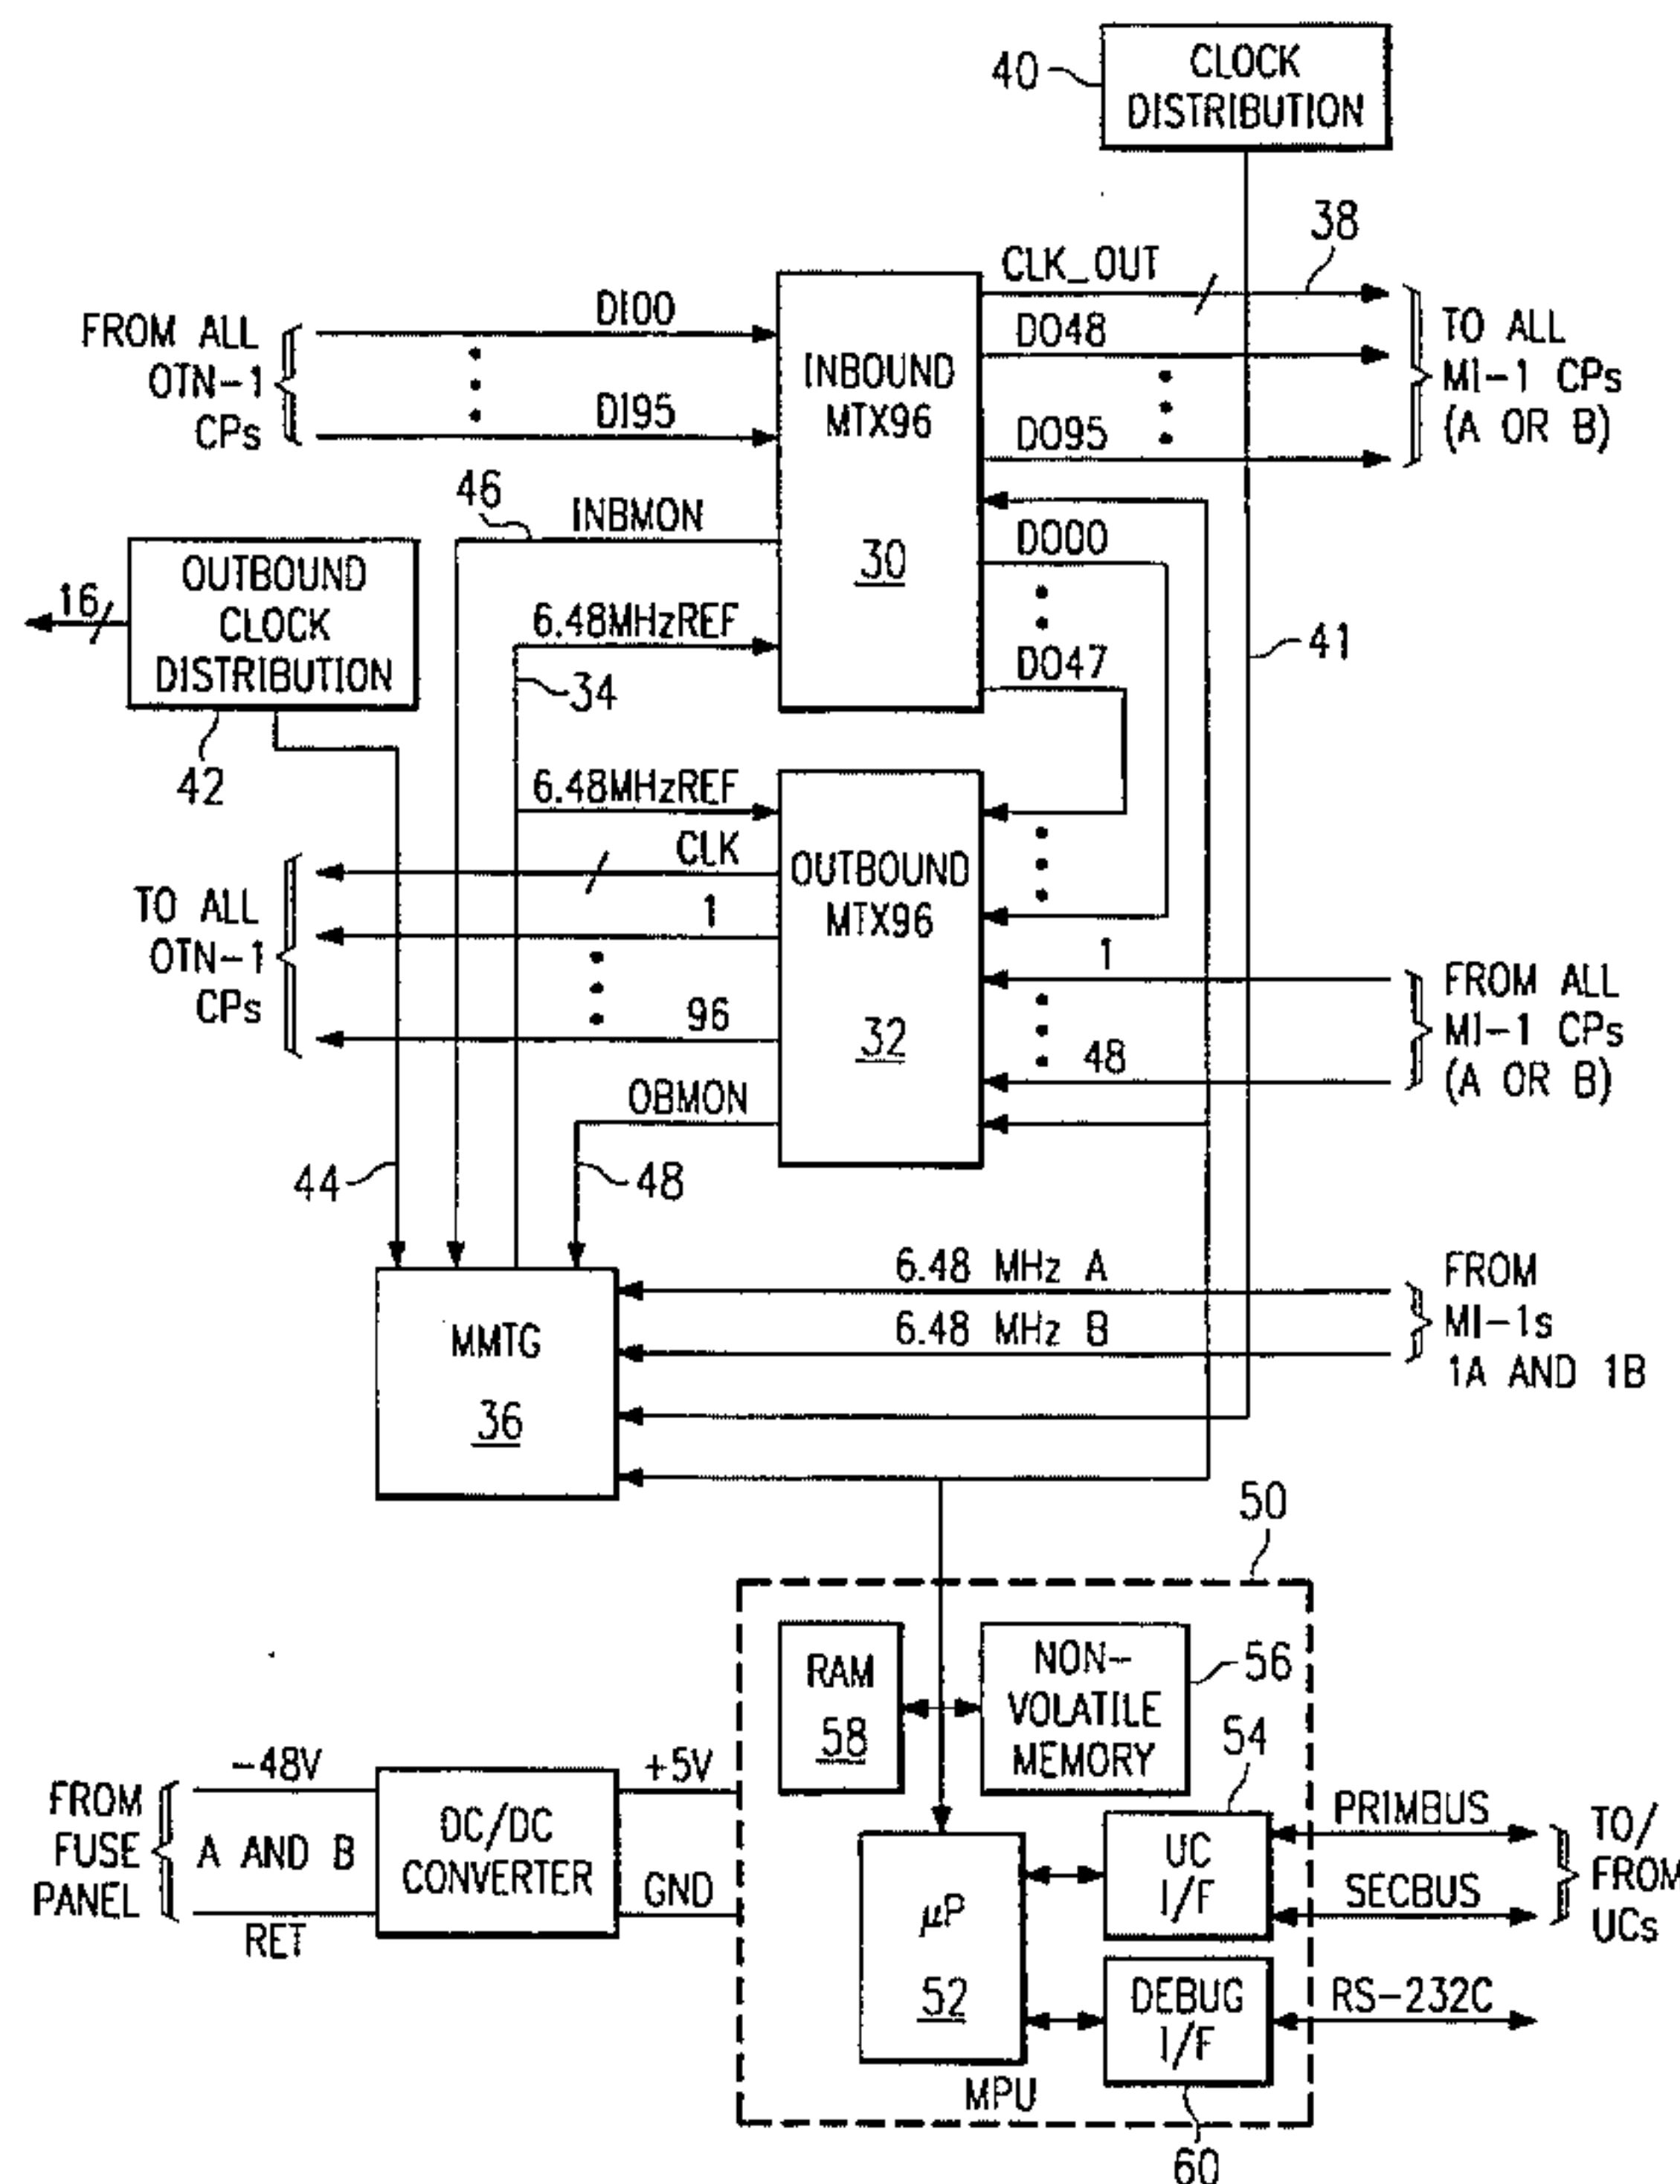 40
CLOCK
DISTRIBUTION
38
CLK_OUT
DI00
FROM ALL
OTN-1
CPs
DI95
INBOUND
MTX96
30
DO48
DO95
TO ALL
MI-1 CPs
(A OR B)
46
INBMON
DO00
OUTBOUND
CLOCK
DISTRIBUTION
16
42
6.48MHzREF
34
DO47
41
6.48MHzREF
CLK
1
96
TO ALL
OTN-1
CPs
OUTBOUND
MTX96
32
1
48
FROM ALL
MI-1 CPs
(A OR B)
OBMON
44
48
6.48 MHz A
6.48 MHz B
FROM
MI-1s
1A AND 1B
MMTG
36
50
RAM
58
NON-
VOLATILE
MEMORY
56
54
FROM
FUSE
PANEL
-48V
A AND B
RET
DC/DC
CONVERTER
+5V
GND
μP
52
UC
I/F
PRIMBUS
SECBUS
TO/
FROM
UCs
DEBUG
I/F
RS-232C
MPU
60